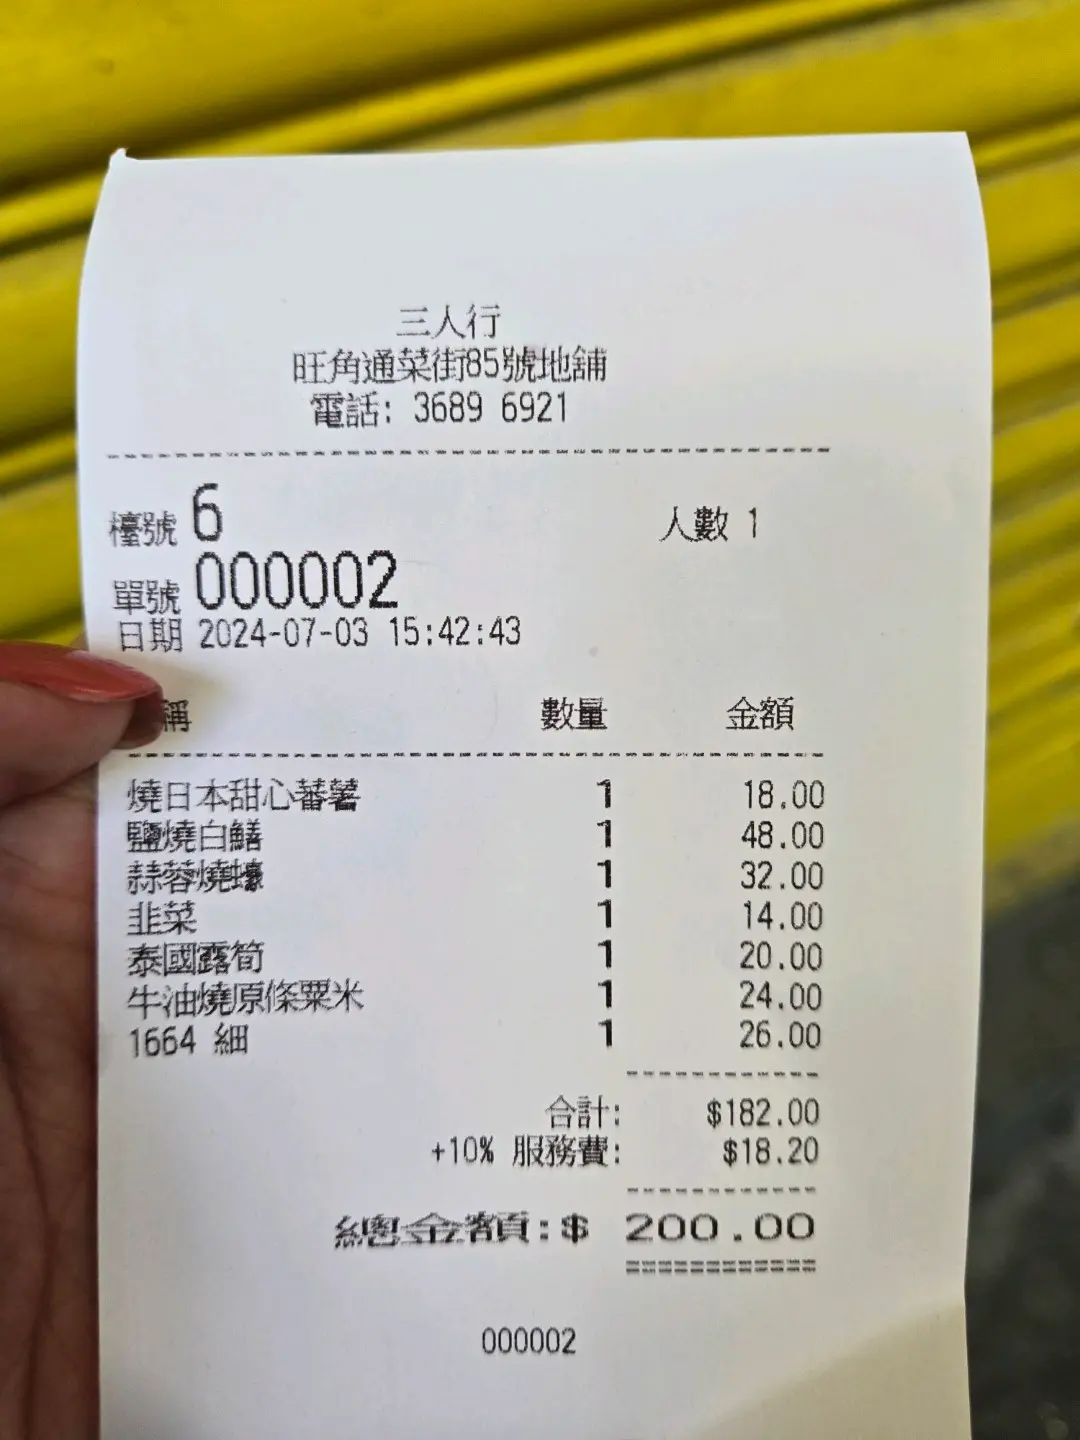 三人行
旺角通菜街85號地舖
電話: 3689 6921
檯號 6 人數 1
單號 000002
日期 2024-07-03 15:42:43
稱 數量 金額
燒日本甜心蕃薯 1 18.00
鹽燒白鱔 1 48.00
蒜蓉燒蠔 1 32.00
韭菜 1 14.00
泰國露筍 1 20.00
牛油燒原條粟米 1 24.00
1664 細 1 26.00
合計: $182.00
+10% 服務費: $18.20
總金額:$ 200.00
000002